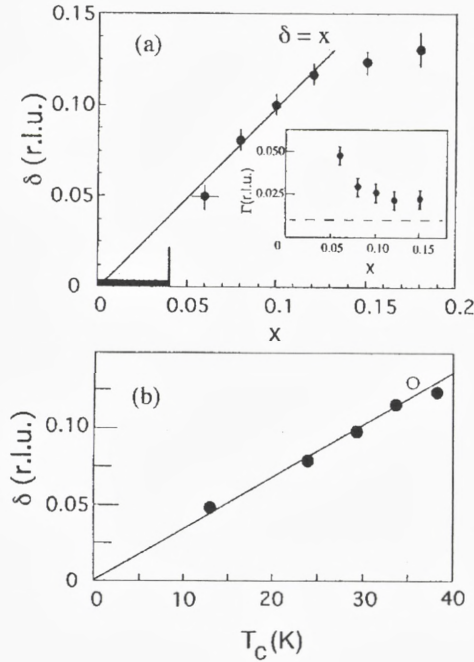 0.15
(a)
δ = x
0.10
δ (r.l.u.)
0.05
0
0.050
0.025
0
Γ(r.l.u.)
0.05 0.10 0.15
X
0 0.05 0.1 0.15 0.2
X
(b)
0.10
δ (r.l.u.)
0.05
0
0 10 20 30 40
T_C(K)